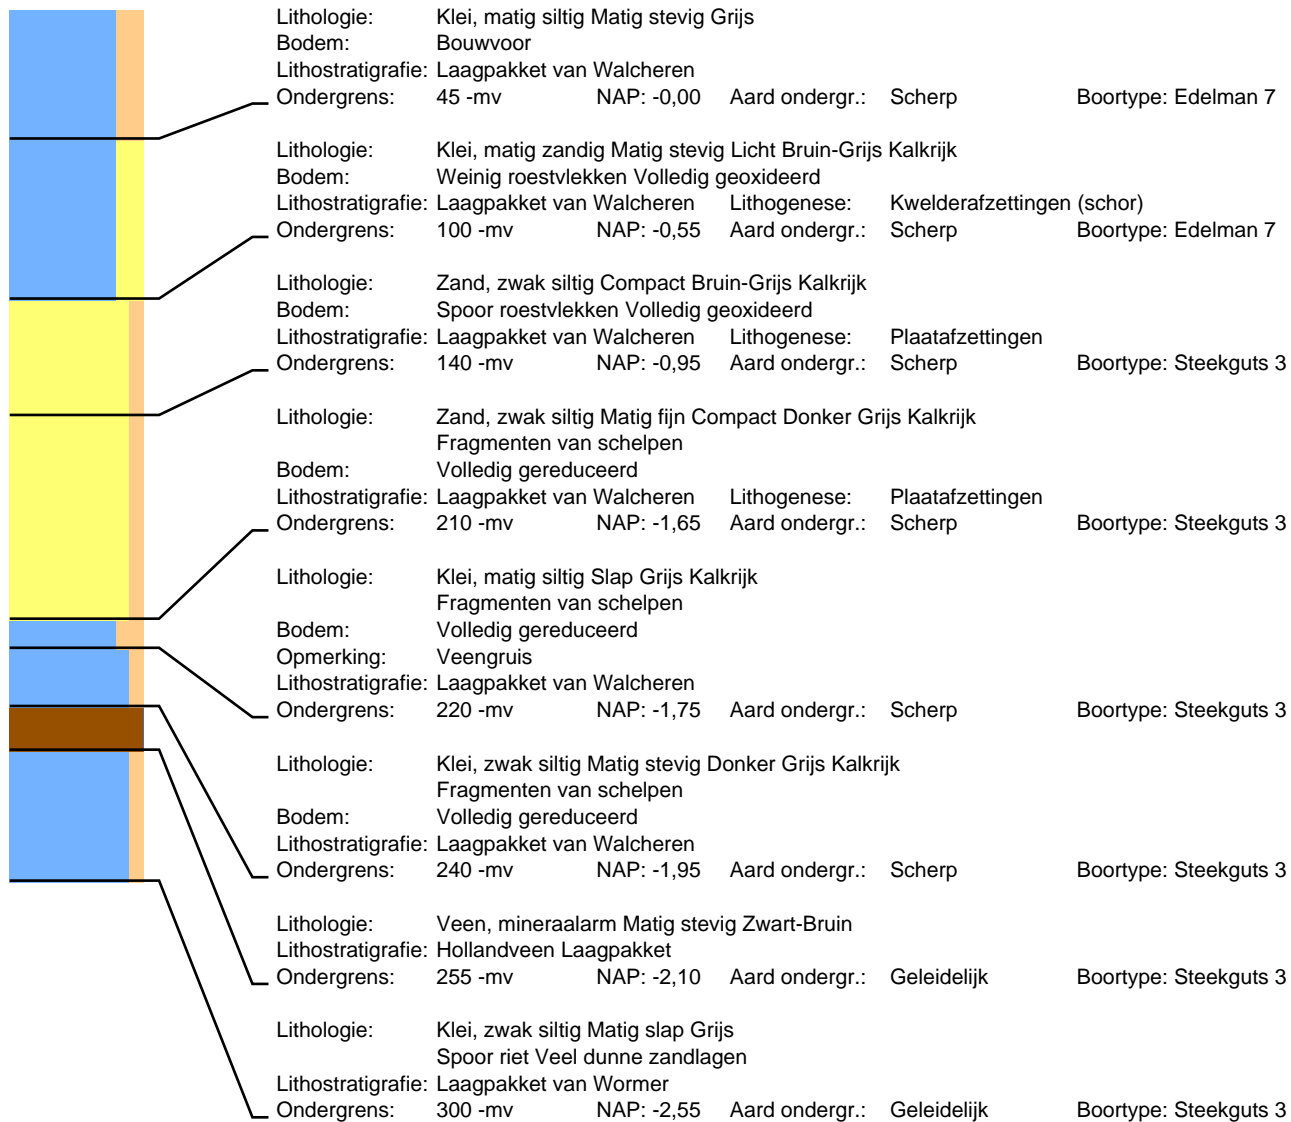 Lithologie: Klei, matig siltig Matig stevig Grijs
Bodem: Bouwvoor
Lithostratigrafie: Laagpakket van Walcheren
Ondergrens: 45 -mv NAP: -0,00 Aard ondergr.: Scherp Boortype: Edelman 7
Lithologie: Klei, matig zandig Matig stevig Licht Bruin-Grijs Kalkrijk
Bodem: Weinig roestvlekken Volledig geoxideerd
Lithostratigrafie: Laagpakket van Walcheren Lithogenese: Kwelderafzettingen (schor)
Ondergrens: 100 -mv NAP: -0,55 Aard ondergr.: Scherp Boortype: Edelman 7
Lithologie: Zand, zwak siltig Compact Bruin-Grijs Kalkrijk
Bodem: Spoor roestvlekken Volledig geoxideerd
Lithostratigrafie: Laagpakket van Walcheren Lithogenese: Plaatafzettingen
Ondergrens: 140 -mv NAP: -0,95 Aard ondergr.: Scherp Boortype: Steekguts 3
Lithologie: Zand, zwak siltig Matig fijn Compact Donker Grijs Kalkrijk
Fragmenten van schelpen
Bodem: Volledig gereduceerd
Lithostratigrafie: Laagpakket van Walcheren Lithogenese: Plaatafzettingen
Ondergrens: 210 -mv NAP: -1,65 Aard ondergr.: Scherp Boortype: Steekguts 3
Lithologie: Klei, matig siltig Slap Grijs Kalkrijk
Fragmenten van schelpen
Bodem: Volledig gereduceerd
Opmerking: Veengruis
Lithostratigrafie: Laagpakket van Walcheren
Ondergrens: 220 -mv NAP: -1,75 Aard ondergr.: Scherp Boortype: Steekguts 3
Lithologie: Klei, zwak siltig Matig stevig Donker Grijs Kalkrijk
Fragmenten van schelpen
Bodem: Volledig gereduceerd
Lithostratigrafie: Laagpakket van Walcheren
Ondergrens: 240 -mv NAP: -1,95 Aard ondergr.: Scherp Boortype: Steekguts 3
Lithologie: Veen, mineraalarm Matig stevig Zwart-Bruin
Lithostratigrafie: Hollandveen Laagpakket
Ondergrens: 255 -mv NAP: -2,10 Aard ondergr.: Geleidelijk Boortype: Steekguts 3
Lithologie: Klei, zwak siltig Matig slap Grijs
Spoor riet Veel dunne zandlagen
Lithostratigrafie: Laagpakket van Wormer
Ondergrens: 300 -mv NAP: -2,55 Aard ondergr.: Geleidelijk Boortype: Steekguts 3